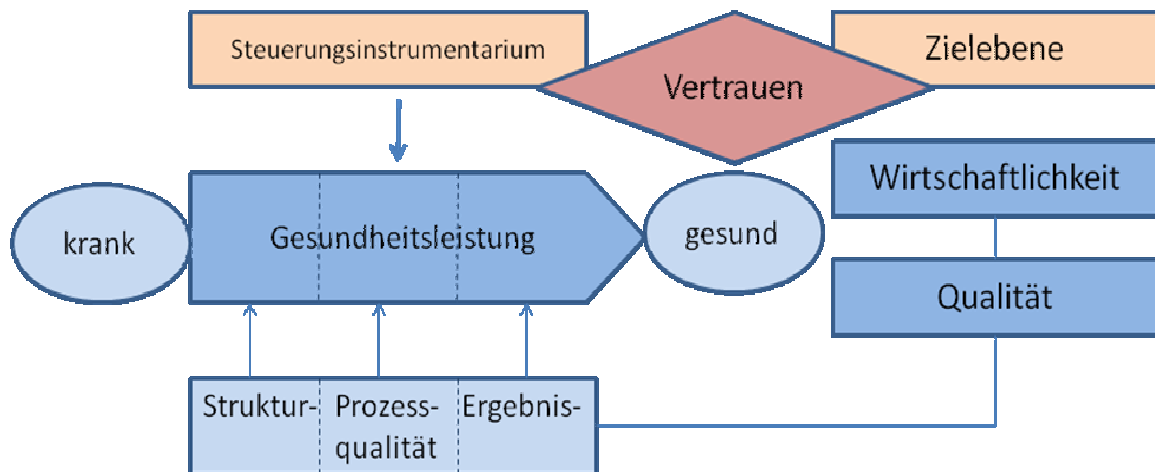 Steuerungsinstrumentarium
Vertrauen
Zielebene
krank
Gesundheitsleistung
gesund
Wirtschaftlichkeit
Qualität
Struktur- Prozess- Ergebnis-
qualität